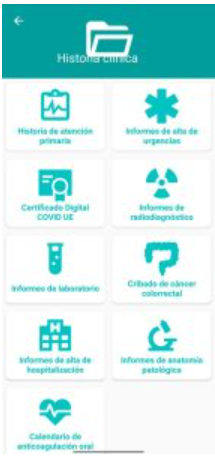 Historia clínica
Historia de atención
primaria
Informes de alta de
urgencias
Certificado Digital
COVID UE
Informes de
radiodiagnóstico
Informes de laboratorio
Cribado de cáncer
colorrectal
H
Informes de alta de
hospitalización
Informes de anatomía
patológica
Calendario de
anticoagulación oral